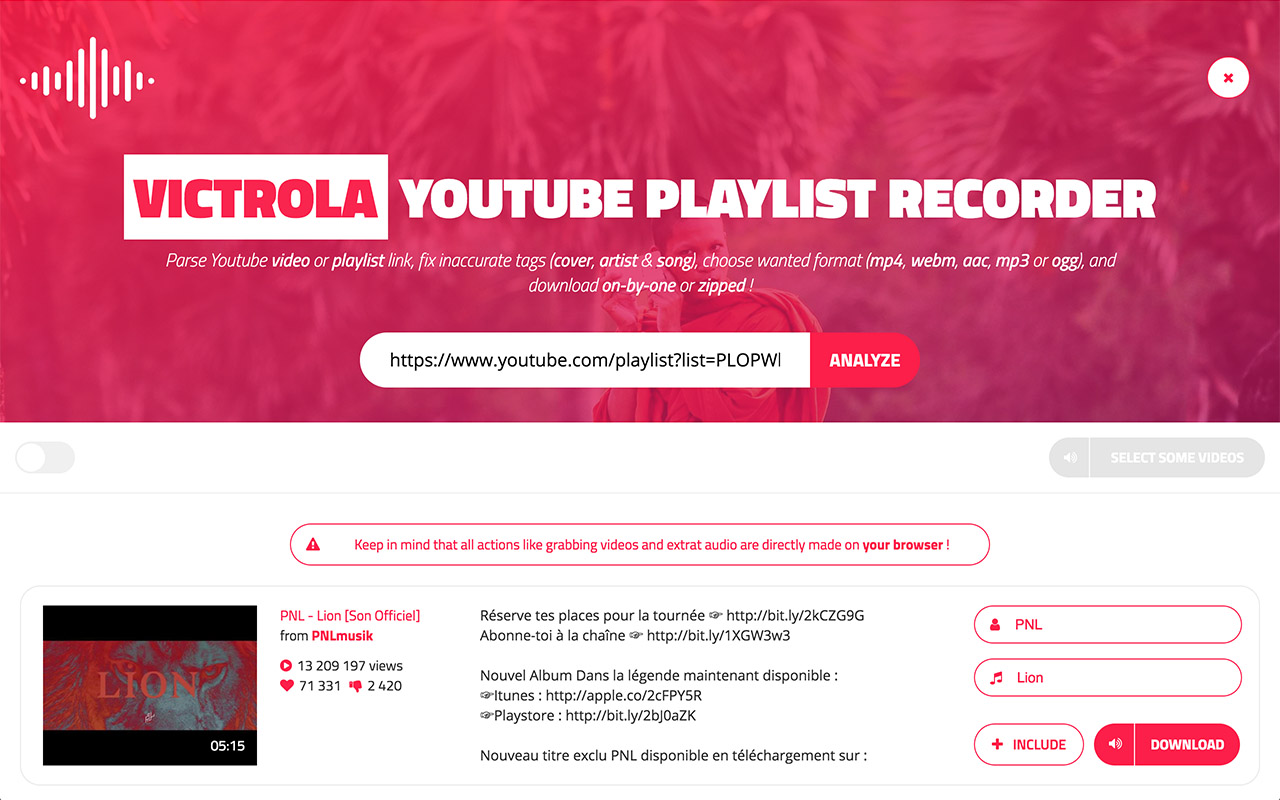 VICTROLA YOUTUBE PLAYLIST RECORDER
Parse Youtube video or playlist link, fix inaccurate tags (cover, artist & song), choose wanted format (mp4, webm, aac, mp3 or ogg), and
download on-by-one or zipped !
https://www.youtube.com/playlist?list=PLOPWl
ANALYZE
SELECT SOME VIDEOS
Keep in mind that all actions like grabbing videos and extrat audio are directly made on your browser !
LION
05:15
PNL - Lion [Son Officiel]
from PNLmusik
13 209 197 views
71 331 2 420
Réserve tes places pour la tournée ☞ http://bit.ly/2kCZG9G
Abonne-toi à la chaîne ☞ http://bit.ly/1XGW3w3
Nouvel Album Dans la légende maintenant disponible :
☞Itunes : http://apple.co/2cFPY5R
☞Playstore : http://bit.ly/2bJ0aZK
Nouveau titre exclu PNL disponible en téléchargement sur :
PNL
Lion
INCLUDE
DOWNLOAD